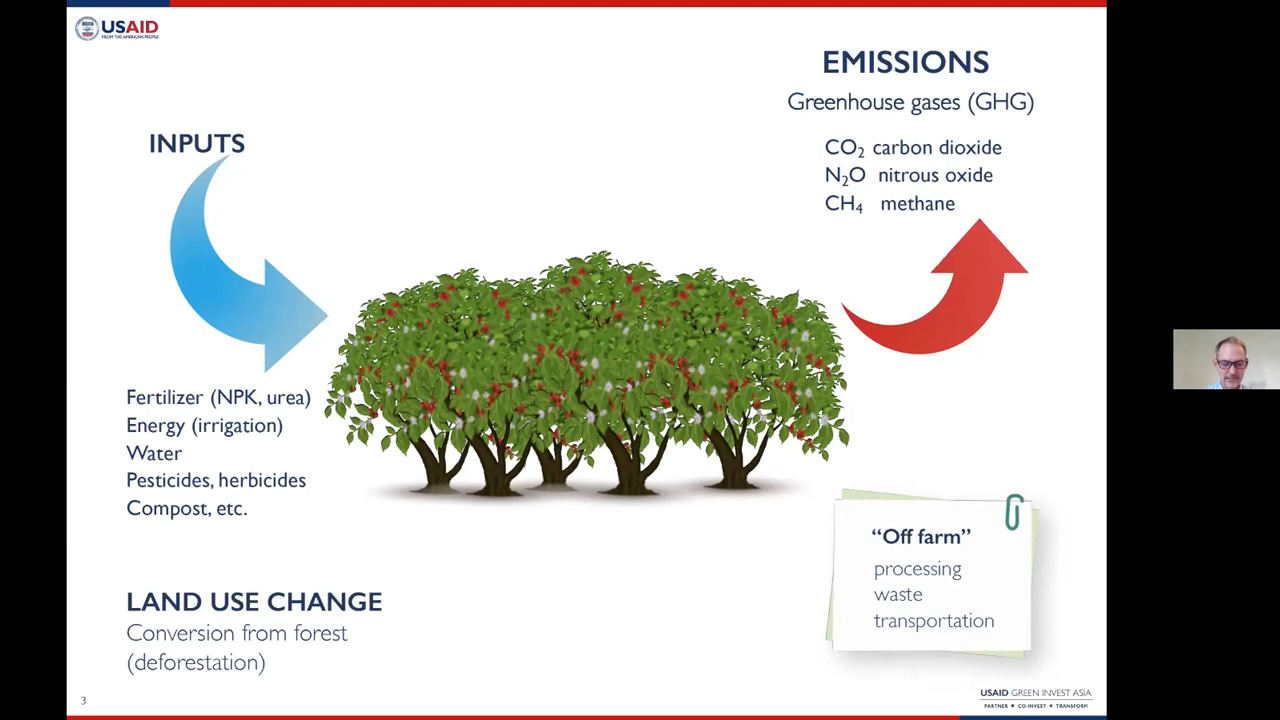 USAID
FROM THE AMERICAN PEOPLE
EMISSIONS
Greenhouse gases (GHG)
CO₂ carbon dioxide
N₂O nitrous oxide
CH₄ methane
INPUTS
Fertilizer (NPK, urea)
Energy (irrigation)
Water
Pesticides, herbicides
Compost, etc.
LAND USE CHANGE
Conversion from forest
(deforestation)
“Off farm”
processing
waste
transportation
3
USAID GREEN INVEST ASIA
PARTNER • CO-INVEST • TRANSFORM